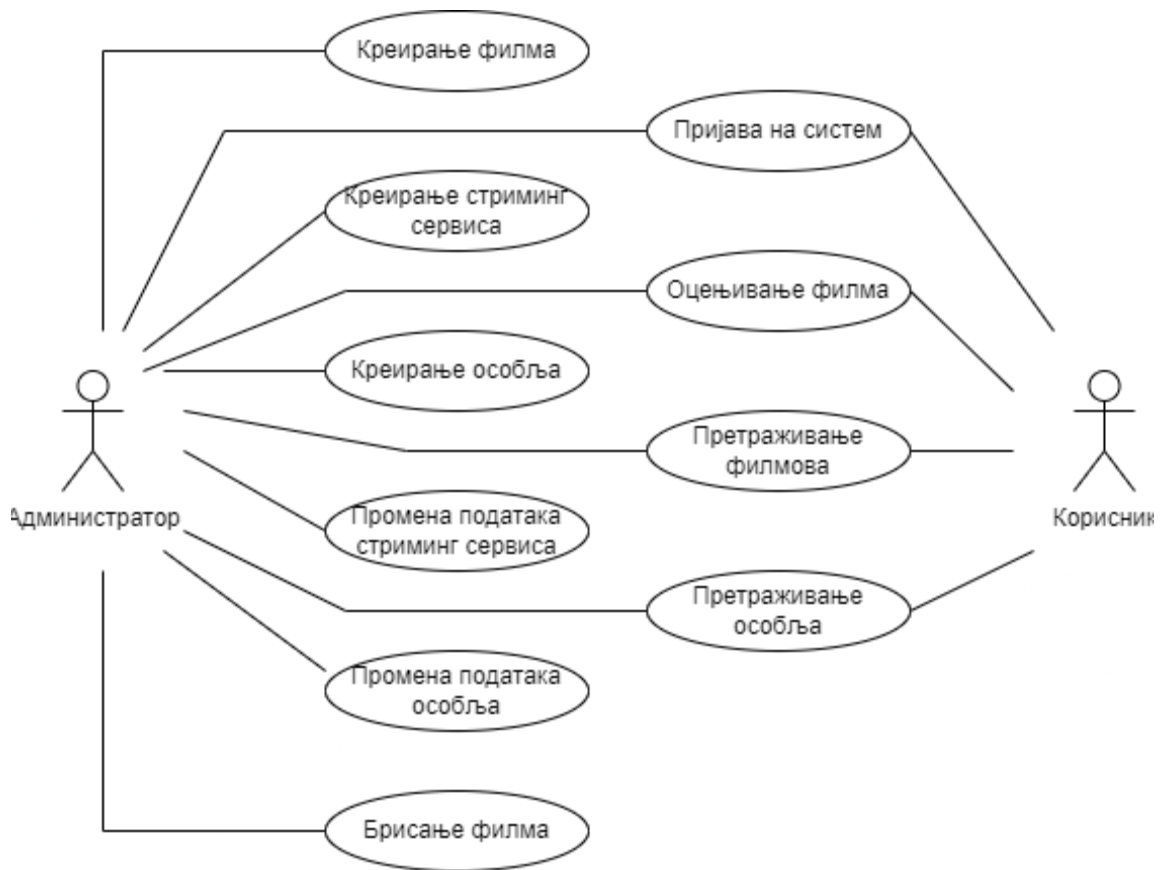 Креирање филма
Пријава на систем
Креирање стриминг
сервиса
Оцењивање филма
Креирање особља
Претраживање
филмова
Администратор
Корисник
Промена података
стриминг сервиса
Претраживање
особља
Промена података
особља
Брисање филма